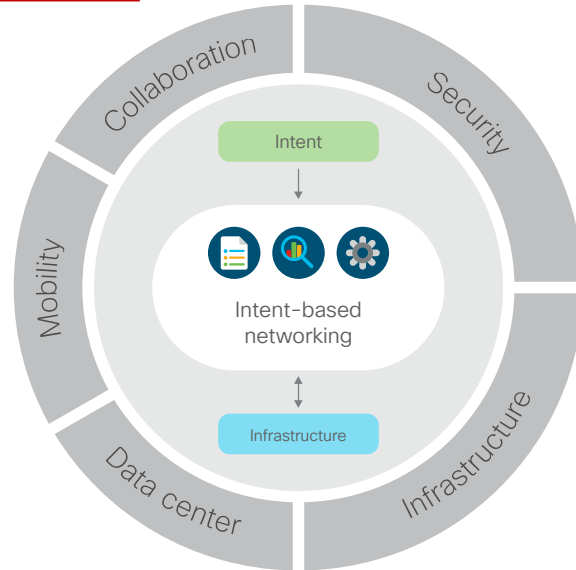 Collaboration
Security
Intent
Mobility
Intent-based
networking
Infrastructure
Data center
Infrastructure